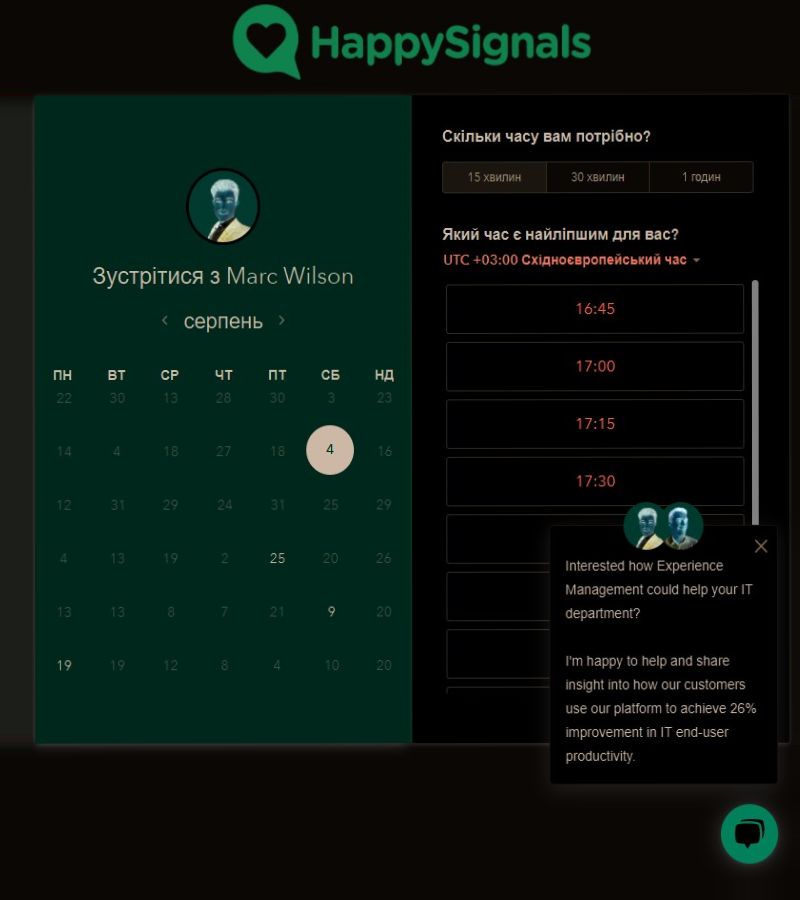 HappySignals
Зустрітися з Marc Wilson
серпень
ПН ВТ СР ЧТ ПТ СБ НД
22 30 13 28 30 3 23
14 4 18 27 18 4 16
12 31 29 24 31 25 29
4 13 19 2 25 20 26
13 13 8 7 21 9 20
19 19 12 8 4 10 20
Скільки часу вам потрібно?
15 хвилин 30 хвилин 1 годин
Який час є найліпшим для вас?
UTC +03:00 Східноєвропейський час
16:45
17:00
17:15
17:30
Interested how Experience
Management could help your IT
department?
I'm happy to help and share
insight into how our customers
use our platform to achieve 26%
improvement in IT end-user
productivity.